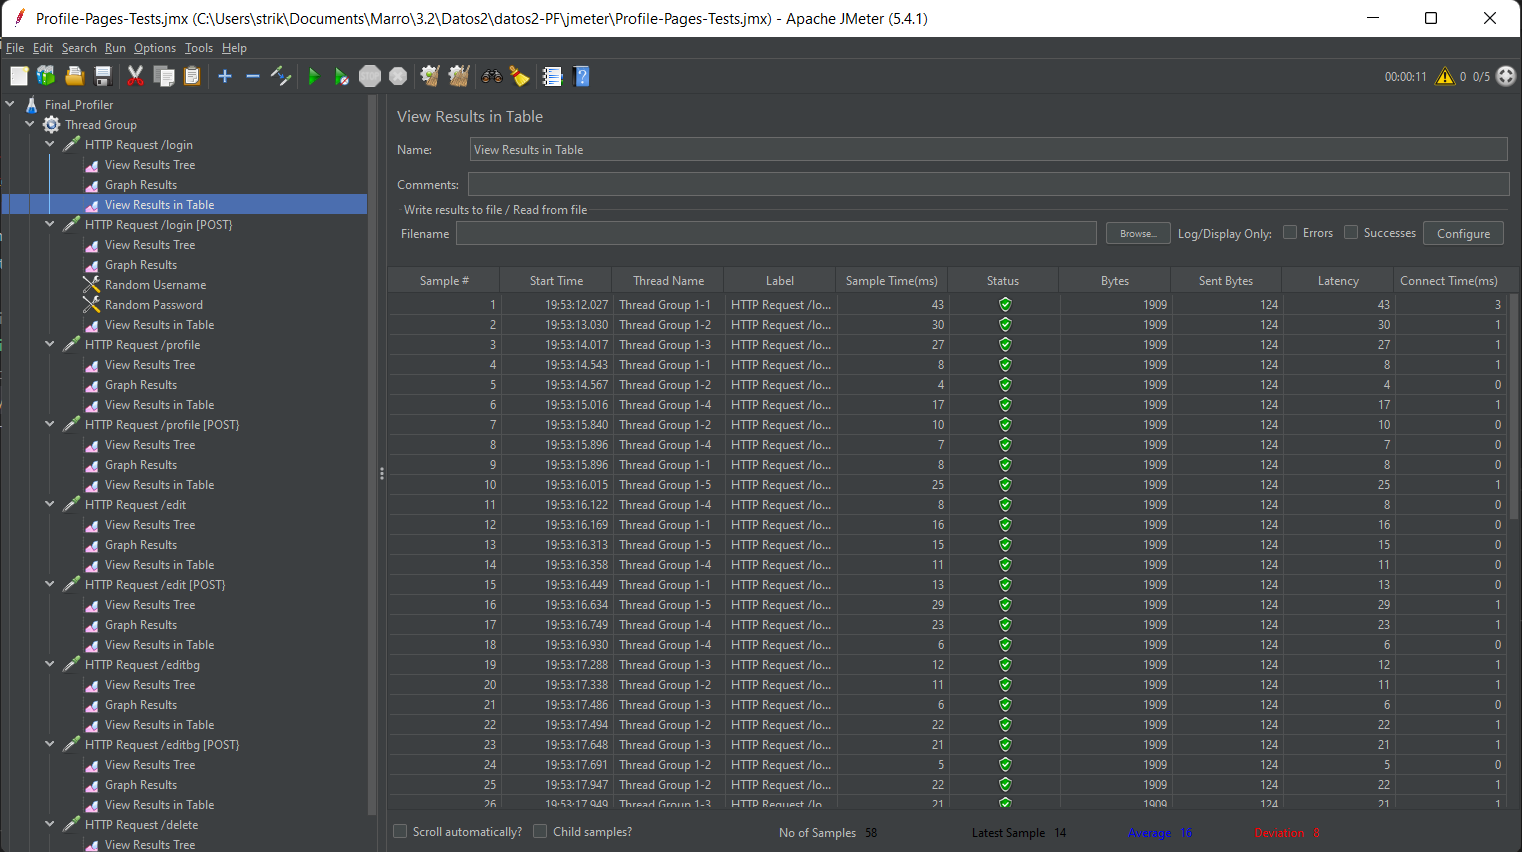 Profile-Pages-Tests.jmx (C:\Users\strik\Documents\Marro\3.2\Datos2\datos2-PF\jmeter\Profile-Pages-Tests.jmx) - Apache JMeter (5.4.1)
File Edit Search Run Options Tools Help
00:00:11 0 0/5
Final_Profiler
Thread Group
HTTP Request /login
View Results Tree
Graph Results
View Results in Table
HTTP Request /login [POST}
View Results Tree
Graph Results
Random Username
Random Password
View Results in Table
HTTP Request /profile
View Results Tree
Graph Results
View Results in Table
HTTP Request /profile [POST}
View Results Tree
Graph Results
View Results in Table
HTTP Request /edit
View Results Tree
Graph Results
View Results in Table
HTTP Request /edit [POST}
View Results Tree
Graph Results
View Results in Table
HTTP Request /editbg
View Results Tree
Graph Results
View Results in Table
HTTP Request /editbg [POST}
View Results Tree
Graph Results
View Results in Table
HTTP Request /delete
View Results Tree
View Results in Table
Name: View Results in Table
Comments:
Write results to file / Read from file
Filename Browse... Log/Display Only: Errors Successes Configure
Sample # Start Time Thread Name Label Sample Time(ms) Status Bytes Sent Bytes Latency Connect Time(ms)
1 19:53:12.027 Thread Group 1-1 HTTP Request /lo... 43 1909 124 43 3
2 19:53:13.030 Thread Group 1-2 HTTP Request /lo... 30 1909 124 30 1
3 19:53:14.017 Thread Group 1-3 HTTP Request /lo... 27 1909 124 27 1
4 19:53:14.543 Thread Group 1-1 HTTP Request /lo... 8 1909 124 8 1
5 19:53:14.567 Thread Group 1-2 HTTP Request /lo... 4 1909 124 4 0
6 19:53:15.016 Thread Group 1-4 HTTP Request /lo... 17 1909 124 17 1
7 19:53:15.840 Thread Group 1-2 HTTP Request /lo... 10 1909 124 10 0
8 19:53:15.896 Thread Group 1-4 HTTP Request /lo... 7 1909 124 7 0
9 19:53:15.896 Thread Group 1-1 HTTP Request /lo... 8 1909 124 8 0
10 19:53:16.015 Thread Group 1-5 HTTP Request /lo... 25 1909 124 25 1
11 19:53:16.122 Thread Group 1-4 HTTP Request /lo... 8 1909 124 8 0
12 19:53:16.169 Thread Group 1-1 HTTP Request /lo... 16 1909 124 16 0
13 19:53:16.313 Thread Group 1-5 HTTP Request /lo... 15 1909 124 15 0
14 19:53:16.358 Thread Group 1-4 HTTP Request /lo... 11 1909 124 11 0
15 19:53:16.449 Thread Group 1-1 HTTP Request /lo... 13 1909 124 13 0
16 19:53:16.634 Thread Group 1-5 HTTP Request /lo... 29 1909 124 29 1
17 19:53:16.749 Thread Group 1-4 HTTP Request /lo... 23 1909 124 23 1
18 19:53:16.930 Thread Group 1-4 HTTP Request /lo... 6 1909 124 6 0
19 19:53:17.288 Thread Group 1-3 HTTP Request /lo... 12 1909 124 12 1
20 19:53:17.338 Thread Group 1-2 HTTP Request /lo... 11 1909 124 11 1
21 19:53:17.486 Thread Group 1-3 HTTP Request /lo... 6 1909 124 6 0
22 19:53:17.494 Thread Group 1-2 HTTP Request /lo... 22 1909 124 22 1
23 19:53:17.648 Thread Group 1-3 HTTP Request /lo... 21 1909 124 21 1
24 19:53:17.691 Thread Group 1-2 HTTP Request /lo... 5 1909 124 5 0
25 19:53:17.947 Thread Group 1-2 HTTP Request /lo... 22 1909 124 22 1
26 19:53:17.949 Thread Group 1-3 HTTP Request /lo... 21 1909 124 21 1
Scroll automatically? Child samples? No of Samples 58 Latest Sample 14 Average 16 Deviation 8